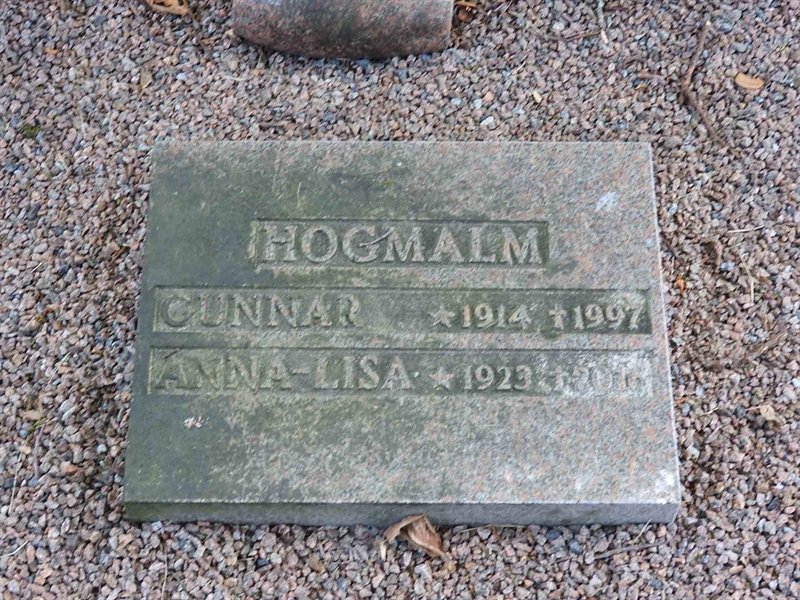 HOGMALM
GUNNAR ★1914 †1997
ANNA-LISA ★1923